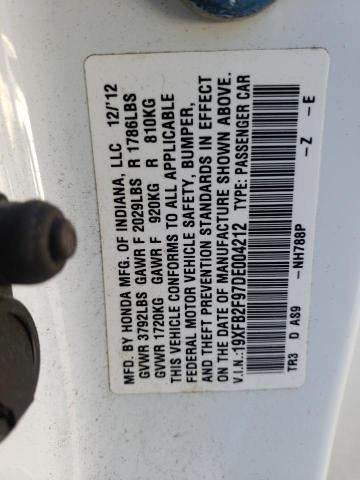 MFD. BY HONDA MFG. OF INDIANA, LLC 12/'12
GVWR 3792LBS GAWR F 2029LBS R 1786LBS
GVWR 1720KG GAWR F 920KG R 810KG
THIS VEHICLE CONFORMS TO ALL APPLICABLE
FEDERAL MOTOR VEHICLE SAFETY, BUMPER,
AND THEFT PREVENTION STANDARDS IN EFFECT
ON THE DATE OF MANUFACTURE SHOWN ABOVE.
V.I.N.:19XFB2F97DE004212 TYPE: PASSENGER CAR
-NH788P -Z -E
TR3 D A89